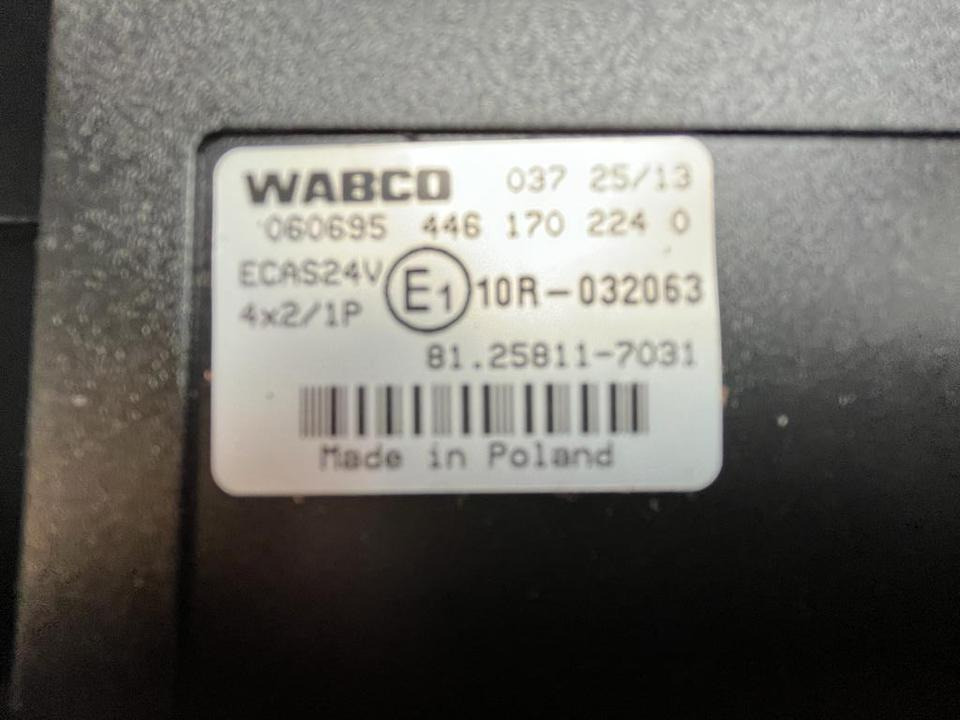 WABCO 037 25/13
060695 446 170 224 0
ECAS24V E1 10R-032063
4x2/1P
81.25811-7031
Made in Poland